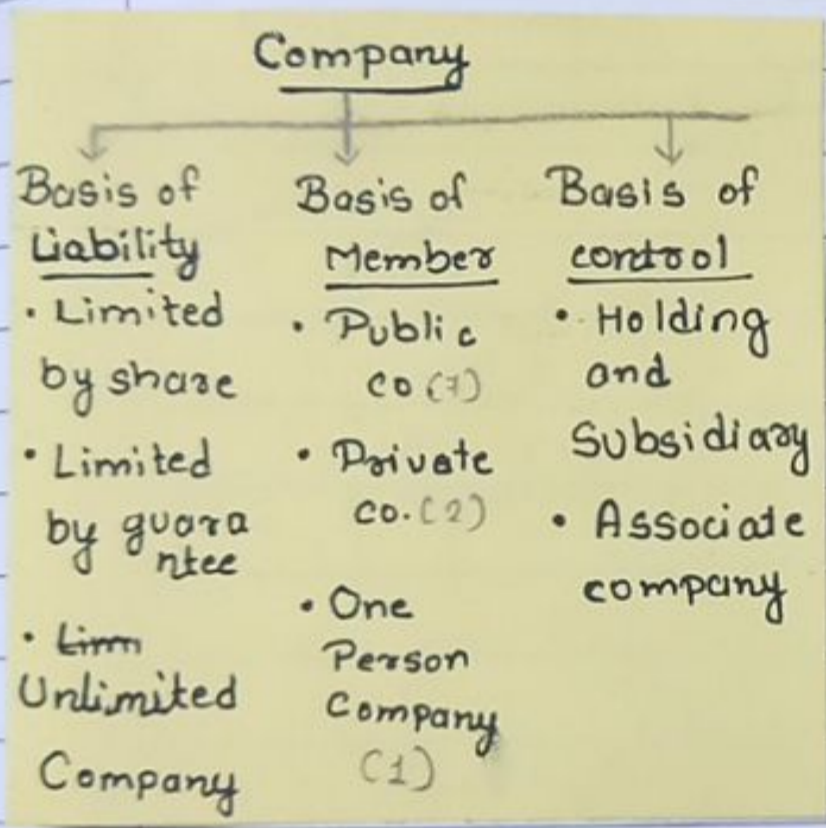 Company
Basis of
Liability
• Limited
by share
• Limited
by guara
ntee
• Lim
Unlimited
Company
Basis of
Member
• Public
co (7)
• Private
co. (2)
• One
Person
Company
(1)
Basis of
control
• Holding
and
Subsidiary
• Associate
company